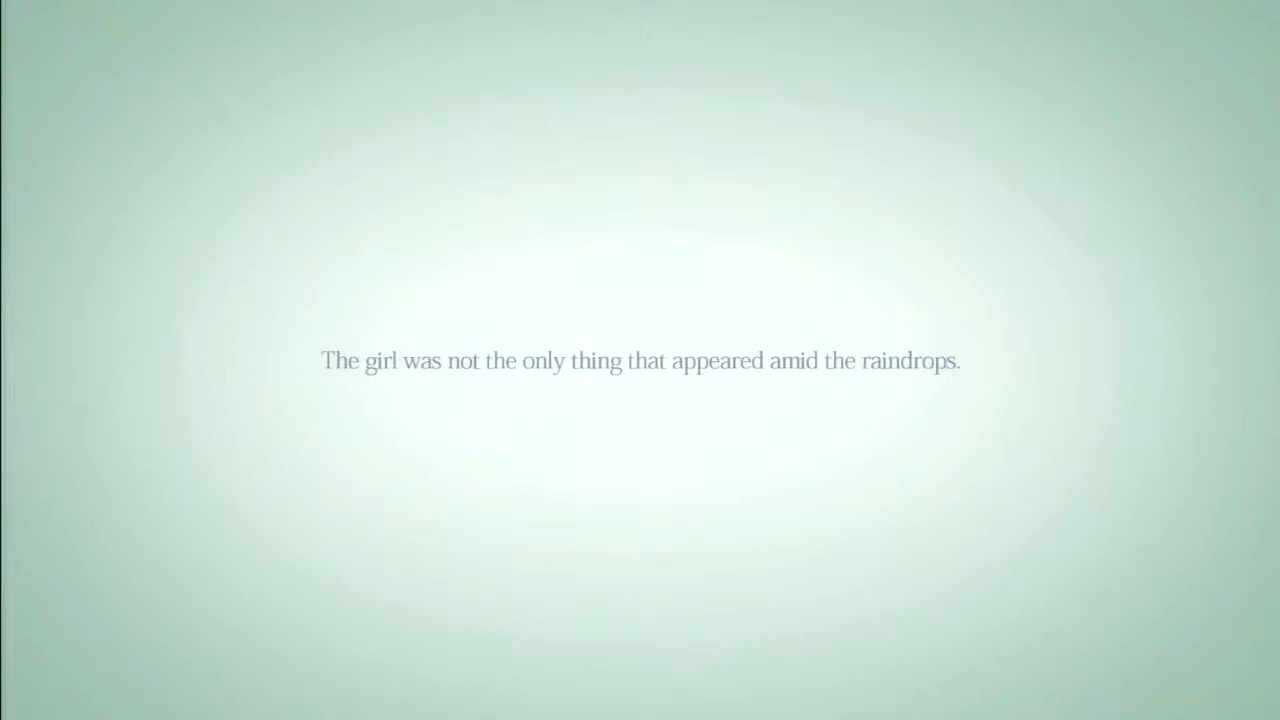 The girl was not the only thing that appeared amid the raindrops.